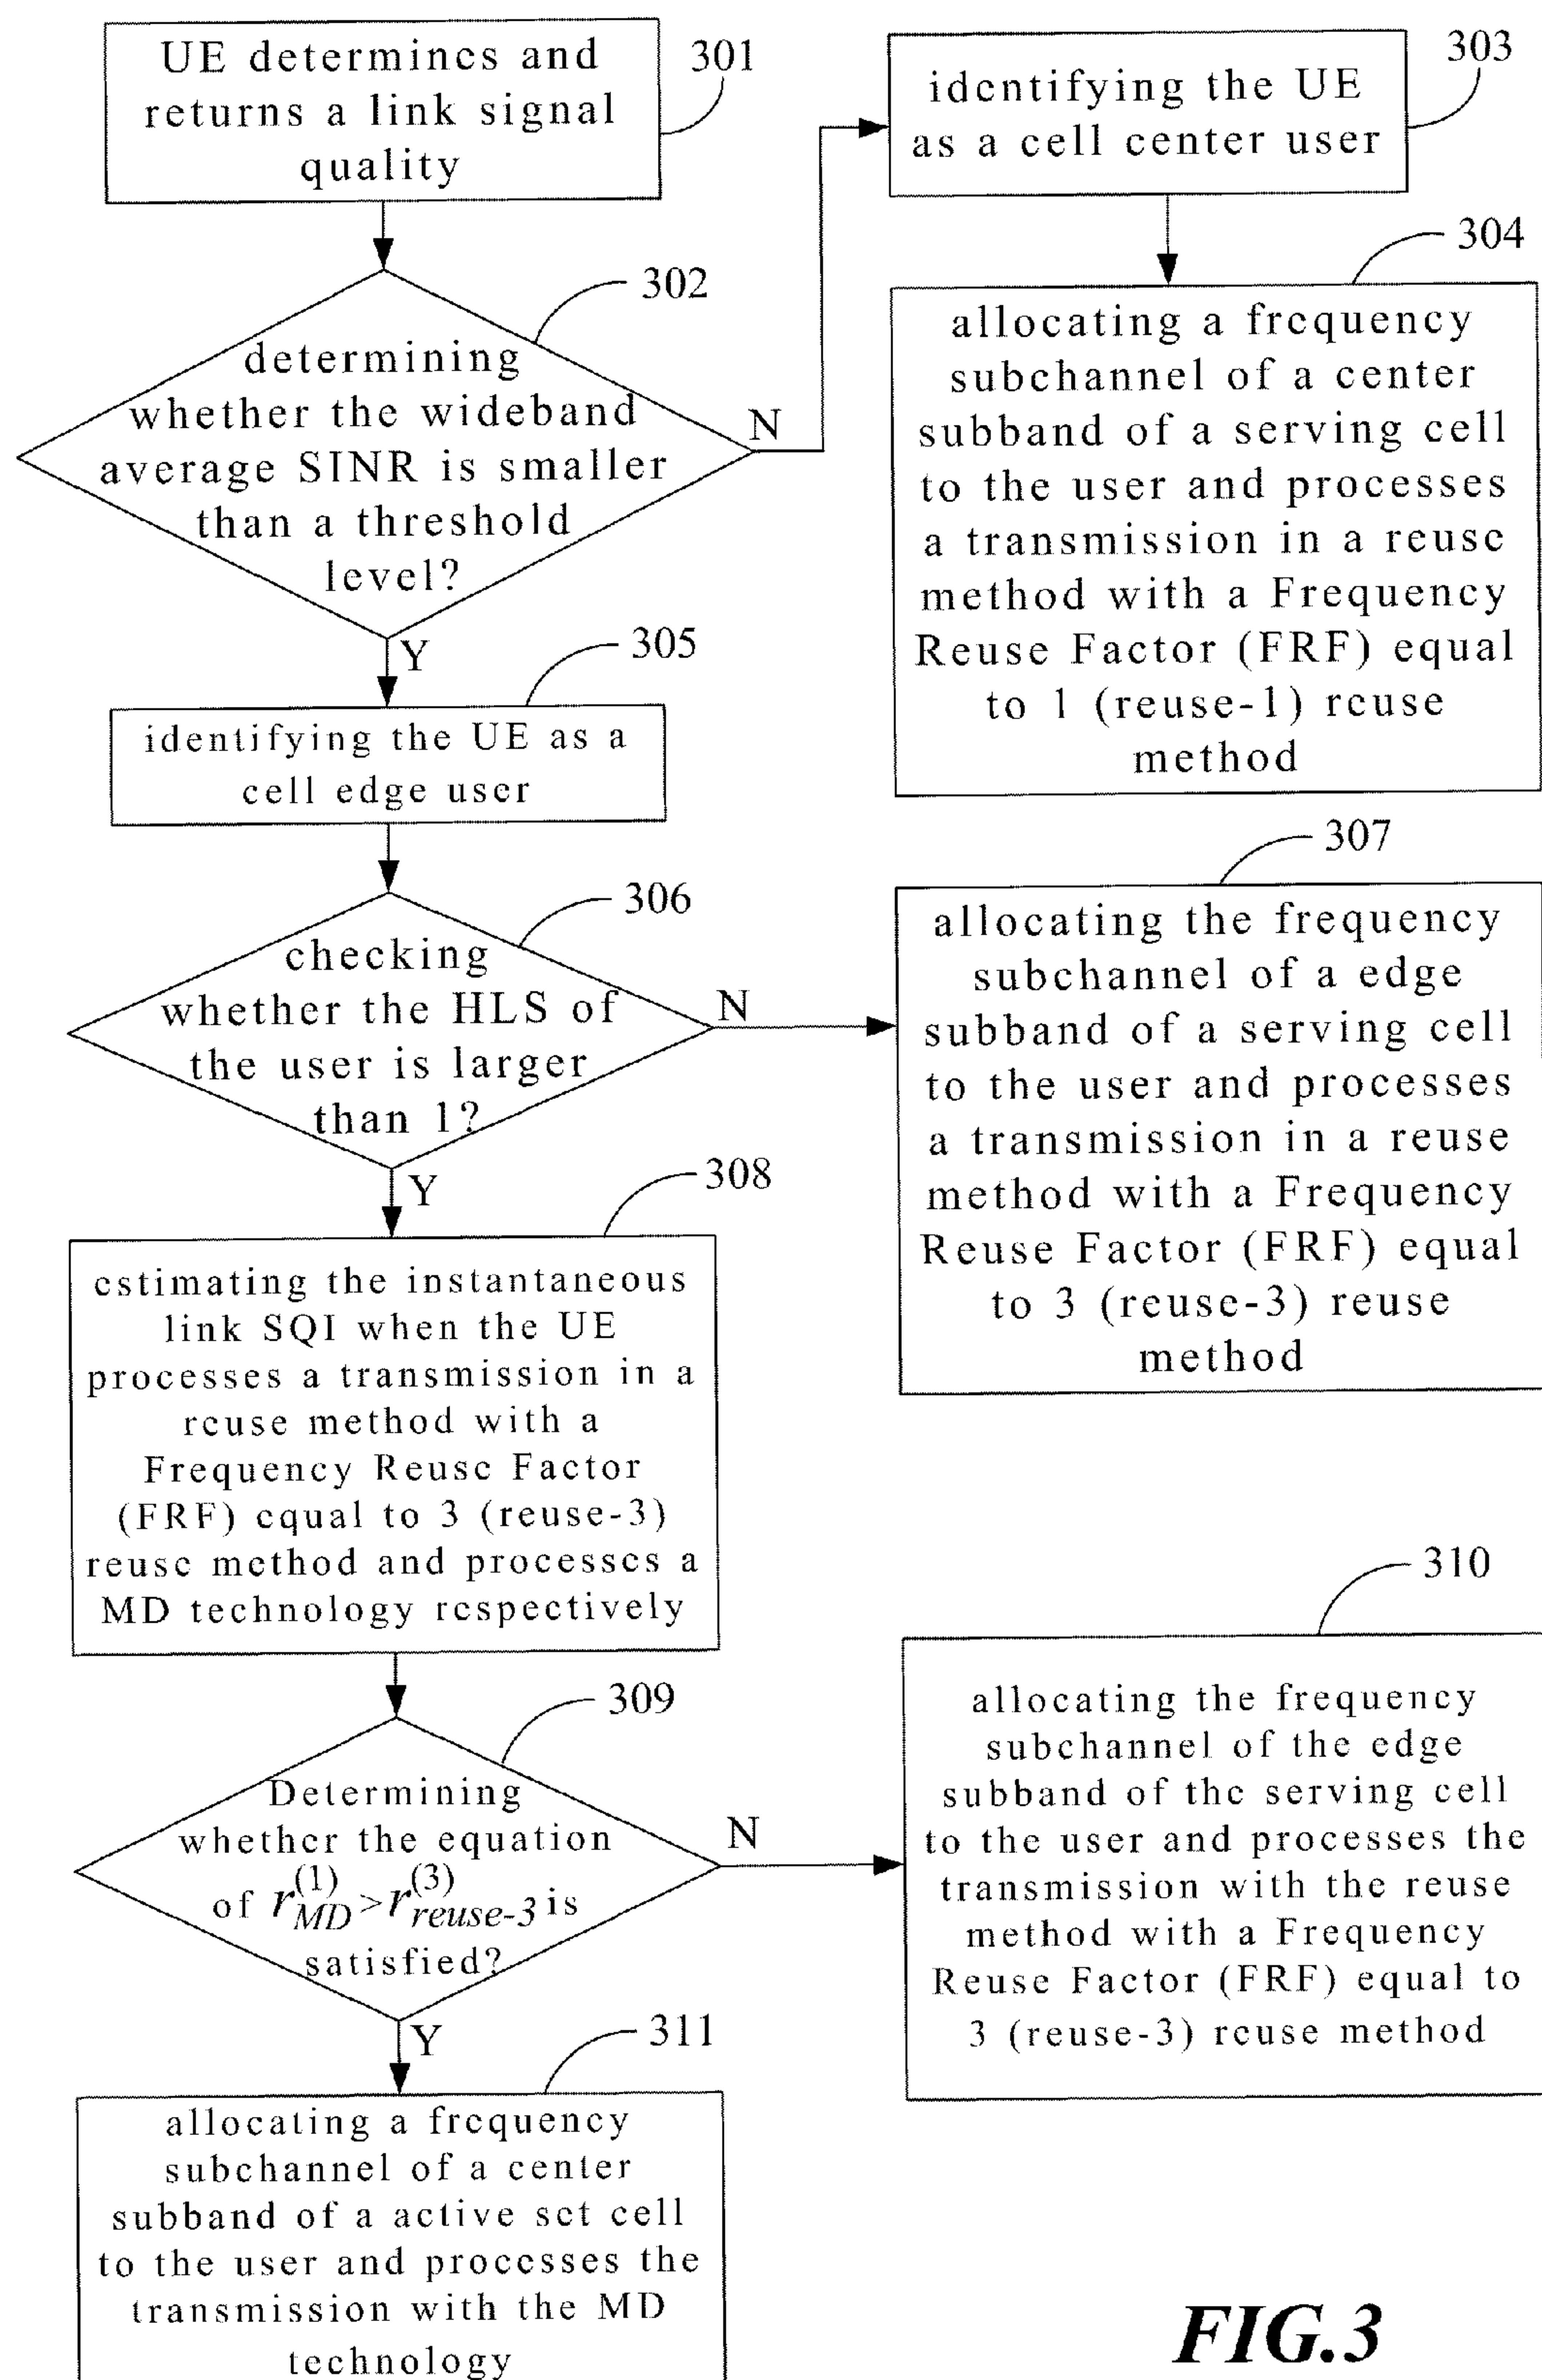 UE determines and
returns a link signal
quality
301
determining
whether the wideband
average SINR is smaller
than a threshold
level?
302
N
Y
identifying the UE
as a cell center user
303
allocating a frequency
subchannel of a center
subband of a serving cell
to the user and processes
a transmission in a reuse
method with a Frequency
Reuse Factor (FRF) equal
to 1 (reuse-1) reuse
method
304
identifying the UE as a
cell edge user
305
checking
whether the HLS of
the user is larger
than 1?
306
N
Y
allocating the frequency
subchannel of a edge
subband of a serving cell
to the user and processes
a transmission in a reuse
method with a Frequency
Reuse Factor (FRF) equal
to 3 (reuse-3) reuse
method
307
estimating the instantaneous
link SQI when the UE
processes a transmission in a
reuse method with a
Frequency Reuse Factor
(FRF) equal to 3 (reuse-3)
reuse method and processes a
MD technology respectively
308
Determining
whether the equation
of r_{MD}^{(1)} > r_{reuse-3}^{(3)} is
satisfied?
309
N
Y
allocating the frequency
subchannel of the edge
subband of the serving cell
to the user and processes the
transmission with the reuse
method with a Frequency
Reuse Factor (FRF) equal to
3 (reuse-3) reuse method
310
allocating a frequency
subchannel of a center
subband of a active set cell
to the user and processes the
transmission with the MD
technology
311
FIG.3